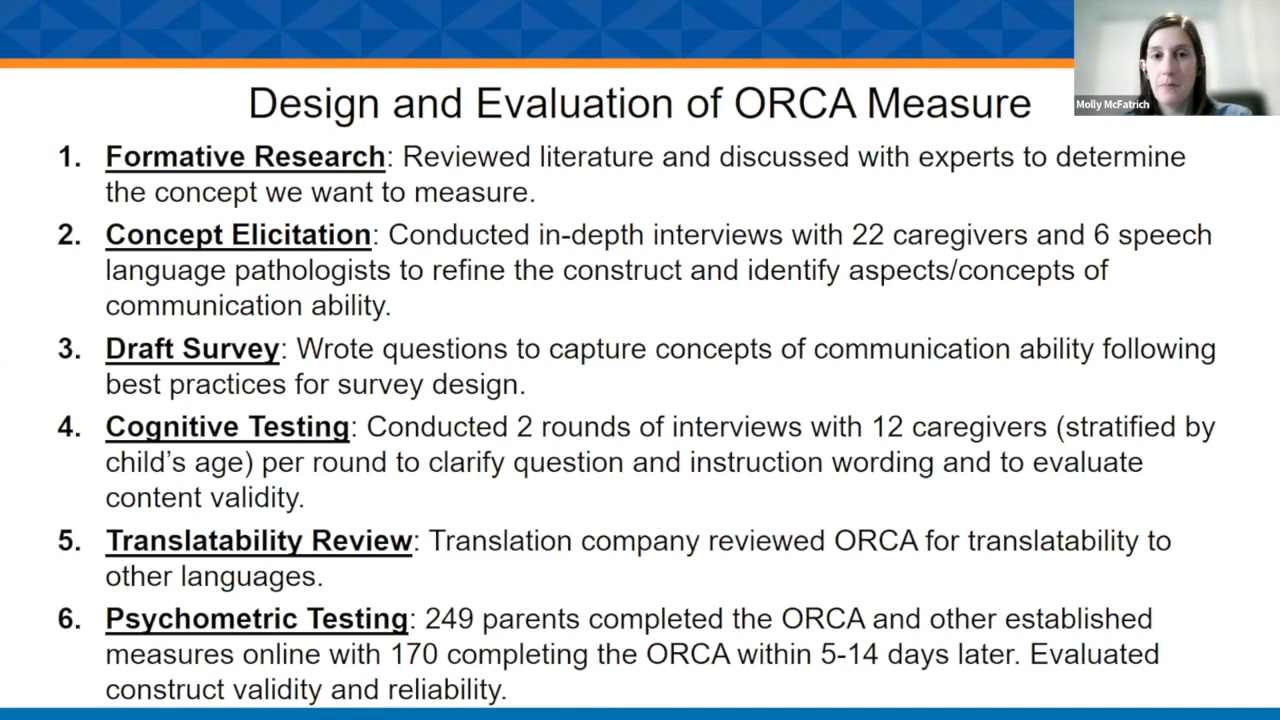 Design and Evaluation of ORCA Measure
Molly McFatrich
1. Formative Research: Reviewed literature and discussed with experts to determine
the concept we want to measure.
2. Concept Elicitation: Conducted in-depth interviews with 22 caregivers and 6 speech
language pathologists to refine the construct and identify aspects/concepts of
communication ability.
3. Draft Survey: Wrote questions to capture concepts of communication ability following
best practices for survey design.
4. Cognitive Testing: Conducted 2 rounds of interviews with 12 caregivers (stratified by
child's age) per round to clarify question and instruction wording and to evaluate
content validity.
5. Translatability Review: Translation company reviewed ORCA for translatability to
other languages.
6. Psychometric Testing: 249 parents completed the ORCA and other established
measures online with 170 completing the ORCA within 5-14 days later. Evaluated
construct validity and reliability.